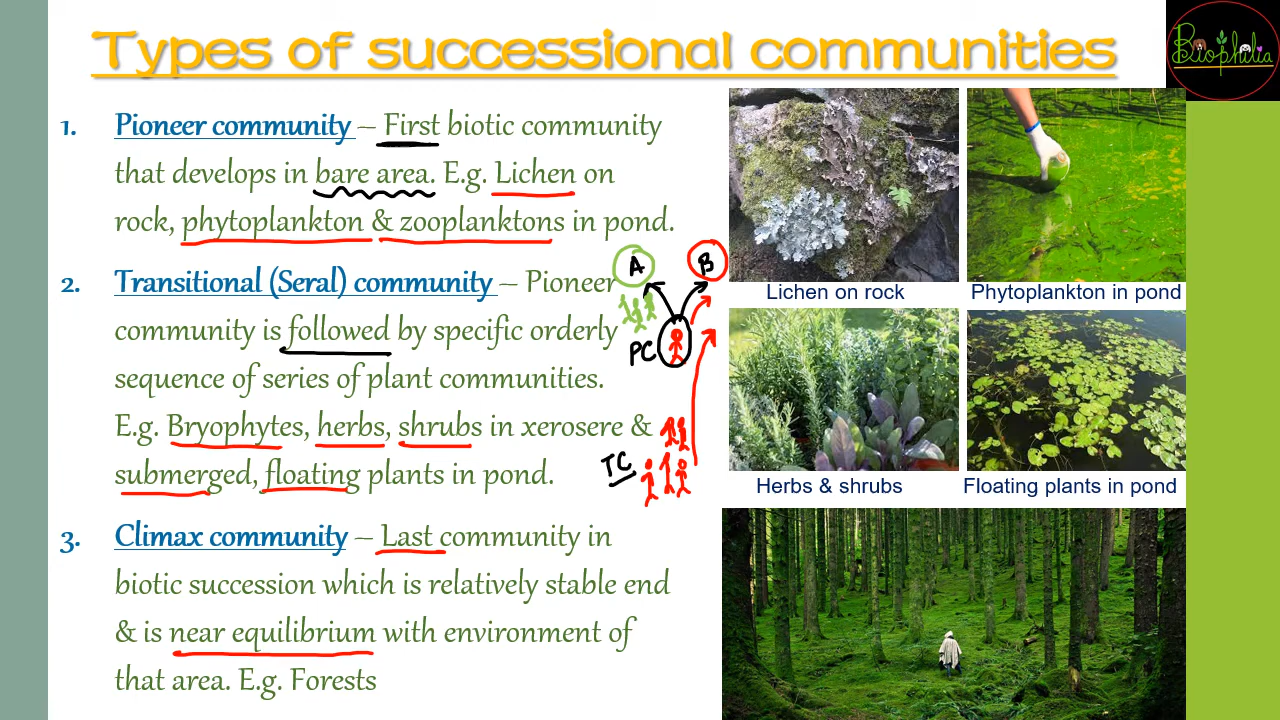 Types of successional communities
Biophilia
1. Pioneer community – First biotic community
that develops in bare area. E.g. Lichen on
rock, phytoplankton & zooplanktons in pond.
2. Transitional (Seral) community – Pioneer
community is followed by specific orderly
sequence of series of plant communities.
E.g. Bryophytes, herbs, shrubs in xerosere &
submerged, floating plants in pond.
3. Climax community – Last community in
biotic succession which is relatively stable end
& is near equilibrium with environment of
that area. E.g. Forests
A
B
PC
TC
Lichen on rock
Phytoplankton in pond
Herbs & shrubs
Floating plants in pond